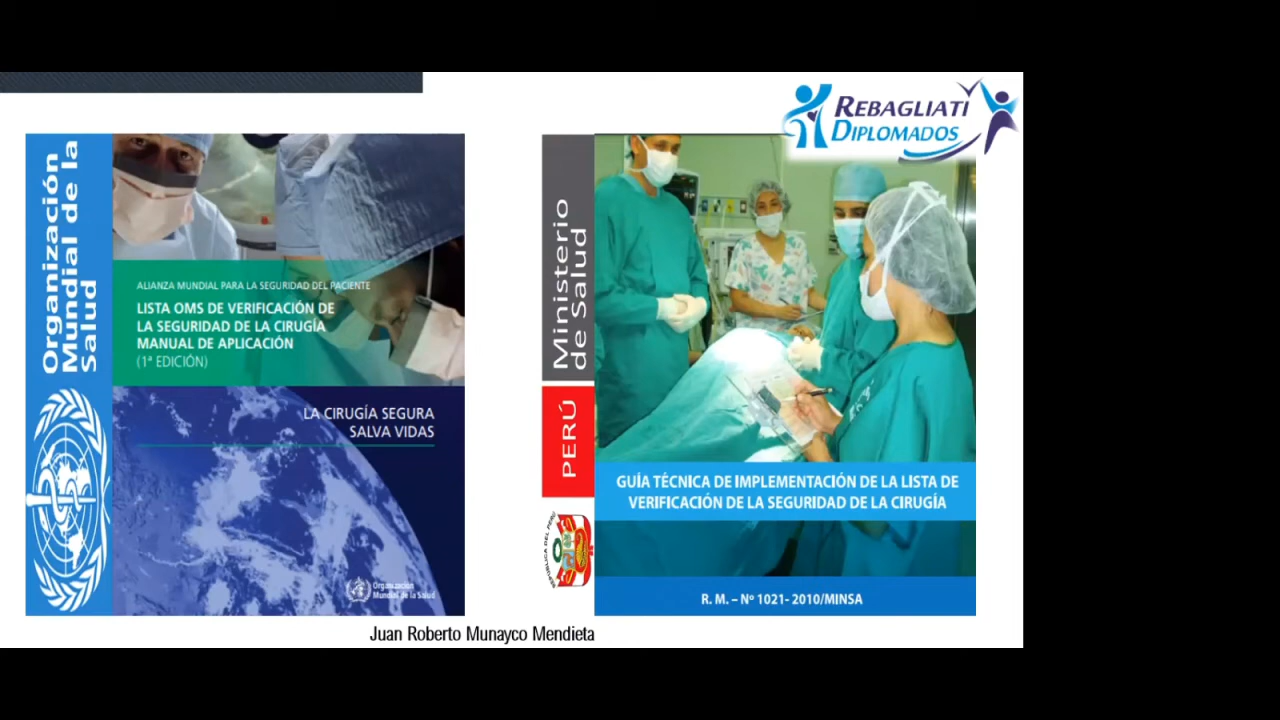 REBAGLIATI
DIPLOMADOS
Organización
Mundial de la
Salud
ALIANZA MUNDIAL PARA LA SEGURIDAD DEL PACIENTE
LISTA OMS DE VERIFICACIÓN DE
LA SEGURIDAD DE LA CIRUGÍA
MANUAL DE APLICACIÓN
(1ª EDICIÓN)
LA CIRUGÍA SEGURA
SALVA VIDAS
Organización
Mundial de la Salud
Ministerio
de Salud
PERÚ
REPÚBLICA DEL PERÚ
GUÍA TÉCNICA DE IMPLEMENTACIÓN DE LA LISTA DE
VERIFICACIÓN DE LA SEGURIDAD DE LA CIRUGÍA
R. M. – Nº 1021- 2010/MINSA
Juan Roberto Munayco Mendieta